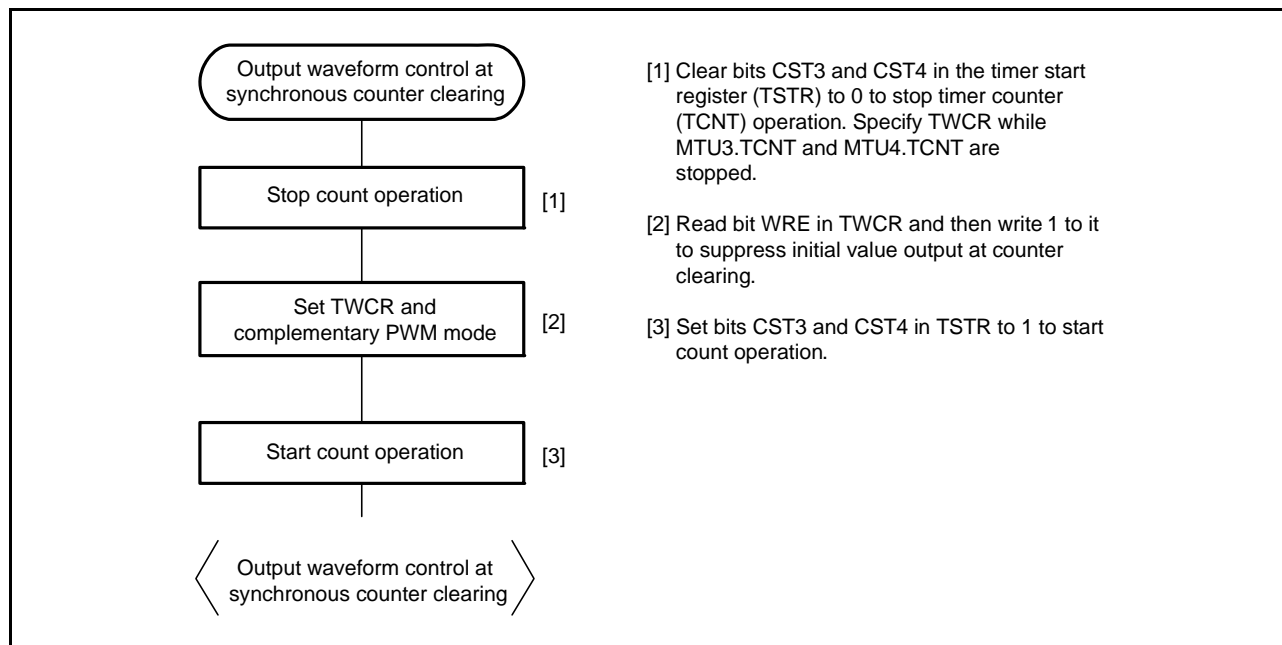 Output waveform control at
synchronous counter clearing
Stop count operation
[1]
Set TWCR and
complementary PWM mode
[2]
Start count operation
[3]
Output waveform control at
synchronous counter clearing
[1] Clear bits CST3 and CST4 in the timer start
register (TSTR) to 0 to stop timer counter
(TCNT) operation. Specify TWCR while
MTU3.TCNT and MTU4.TCNT are
stopped.
[2] Read bit WRE in TWCR and then write 1 to it
to suppress initial value output at counter
clearing.
[3] Set bits CST3 and CST4 in TSTR to 1 to start
count operation.